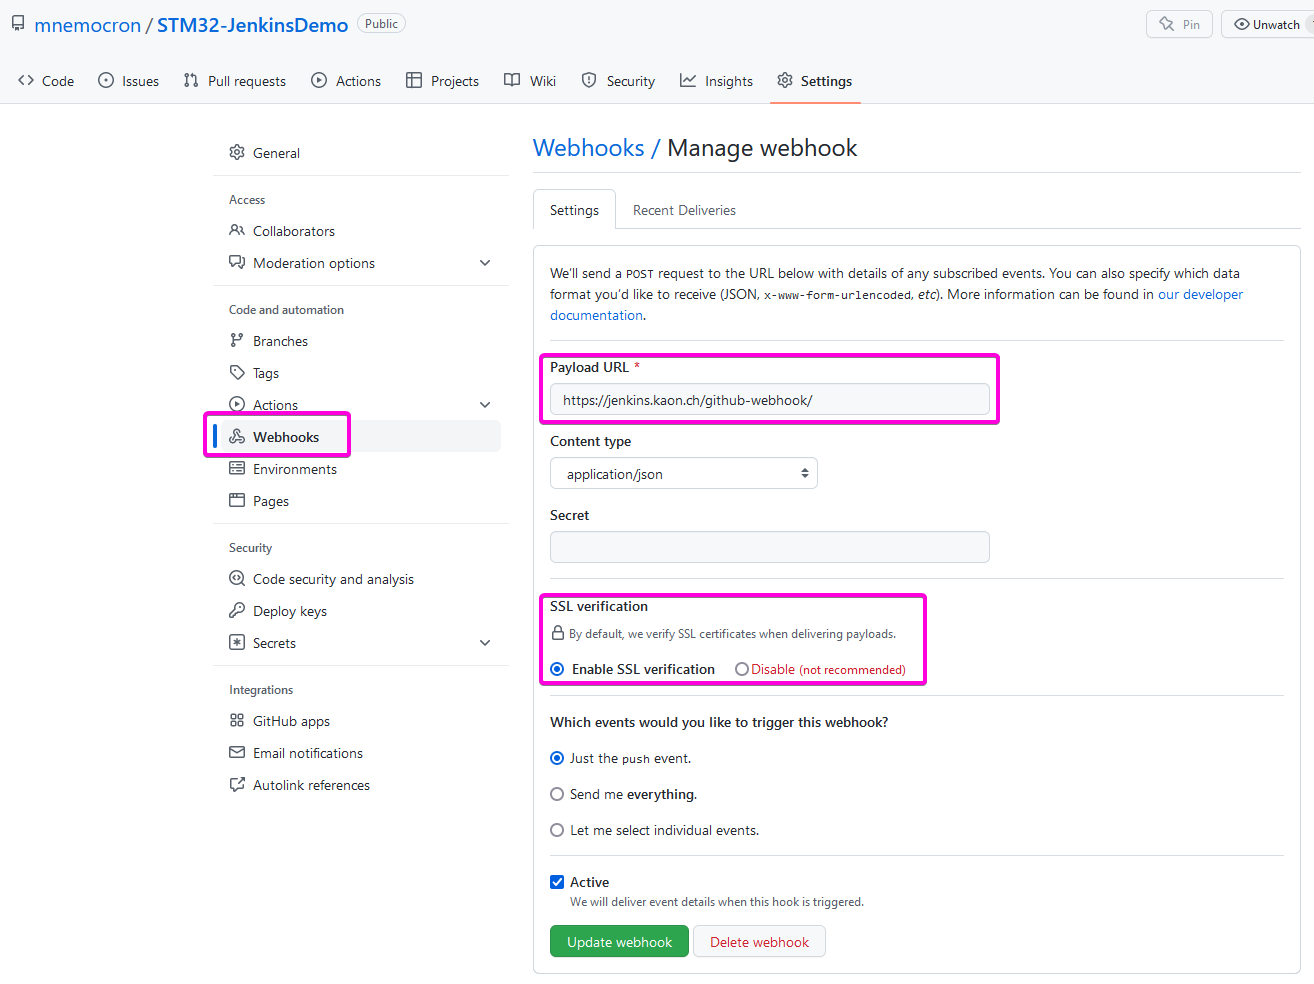 mnemocron / STM32-JenkinsDemo Public
Pin
Unwatch
Code Issues Pull requests Actions Projects Wiki Security Insights Settings
General
Access
Collaborators
Moderation options
Code and automation
Branches
Tags
Actions
Webhooks
Environments
Pages
Security
Code security and analysis
Deploy keys
Secrets
Integrations
GitHub apps
Email notifications
Autolink references
Webhooks / Manage webhook
Settings Recent Deliveries
We'll send a POST request to the URL below with details of any subscribed events. You can also specify which data
format you'd like to receive (JSON, x-www-form-urlencoded, etc). More information can be found in our developer
documentation.
Payload URL *
https://jenkins.kaon.ch/github-webhook/
Content type
application/json
Secret
SSL verification
By default, we verify SSL certificates when delivering payloads.
Enable SSL verification Disable (not recommended)
Which events would you like to trigger this webhook?
Just the push event.
Send me everything.
Let me select individual events.
Active
We will deliver event details when this hook is triggered.
Update webhook Delete webhook